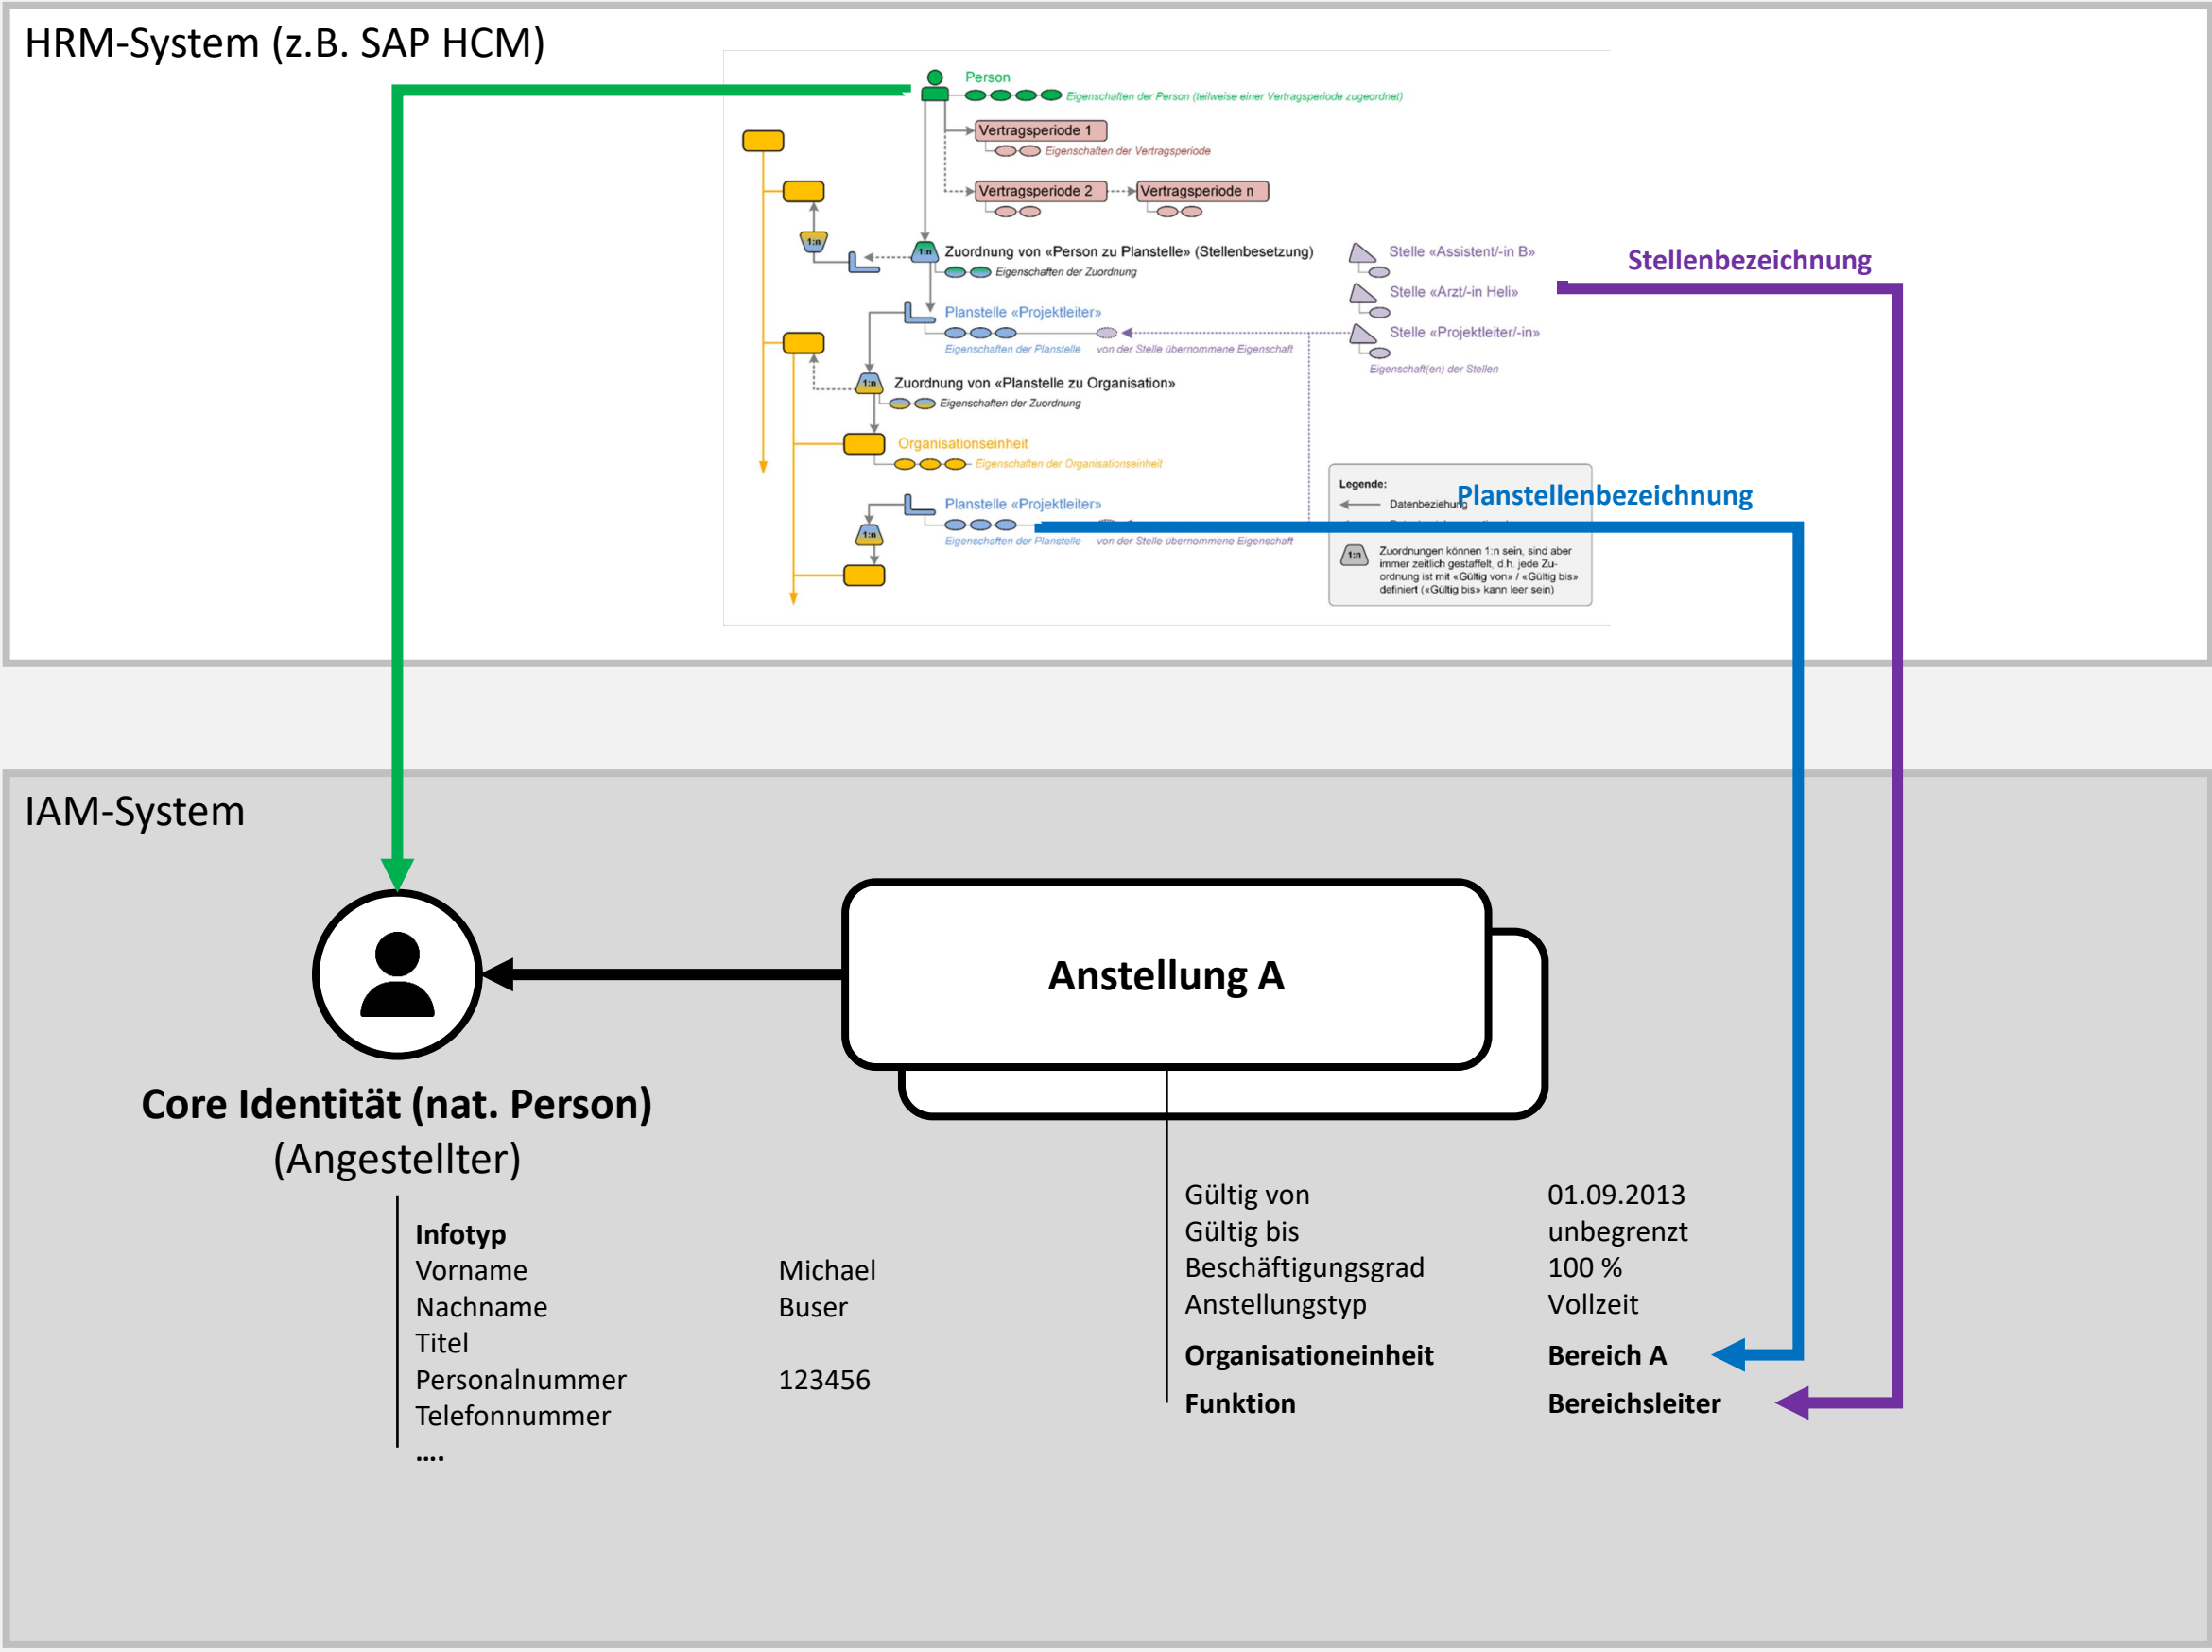 HRM-System (z.B. SAP HCM)
Person
Eigenschaften der Person (teilweise einer Vertragsperiode zugeordnet)
Vertragsperiode 1
Eigenschaften der Vertragsperiode
Vertragsperiode 2
Vertragsperiode n
1:n
1:n
Zuordnung von «Person zu Planstelle» (Stellenbesetzung)
Eigenschaften der Zuordnung
Stelle «Assistent/-in B»
Stellenbezeichnung
Stelle «Arzt/-in Heli»
Planstelle «Projektleiter»
Stelle «Projektleiter/-in»
Eigenschaften der Planstelle
von der Stelle übernommene Eigenschaft
Eigenschaft(en) der Stellen
1:n
Zuordnung von «Planstelle zu Organisation»
Eigenschaften der Zuordnung
Organisationseinheit
Eigenschaften der Organisationseinheit
Planstelle «Projektleiter»
1:n
Eigenschaften der Planstelle
von der Stelle übernommene Eigenschaft
Legende:
Planstellenbezeichnung
Datenbeziehung
1:n
Zuordnungen können 1:n sein, sind aber
immer zeitlich gestaffelt, d.h. jede Zu-
ordnung ist mit «Gültig von» / «Gültig bis»
definiert («Gültig bis» kann leer sein)
IAM-System
Anstellung A
Core Identität (nat. Person)
(Angestellter)
Infotyp
Vorname Michael
Nachname Buser
Titel
Personalnummer 123456
Telefonnummer
....
Gültig von 01.09.2013
Gültig bis unbegrenzt
Beschäftigungsgrad 100 %
Anstellungstyp Vollzeit
Organisationeinheit Bereich A
Funktion Bereichsleiter